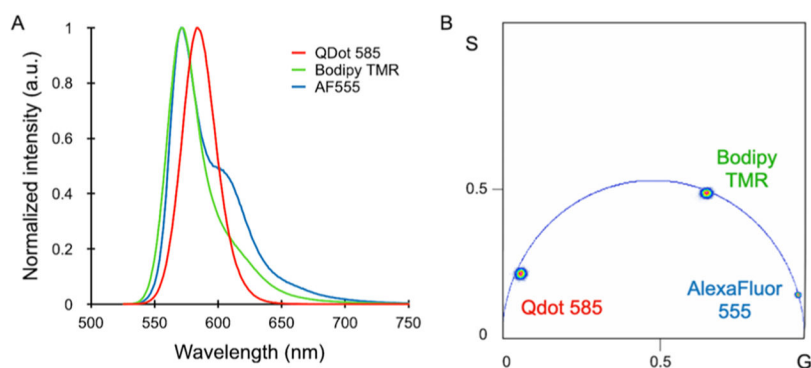 A
Normalized intensity (a.u.)
1
0.8
0.6
0.4
0.2
0
500
550
600
650
700
750
Wavelength (nm)
QDot 585
Bodipy TMR
AF555
B
S
0.5
0
0
0.5
G
Bodipy
TMR
AlexaFluor
555
Qdot 585